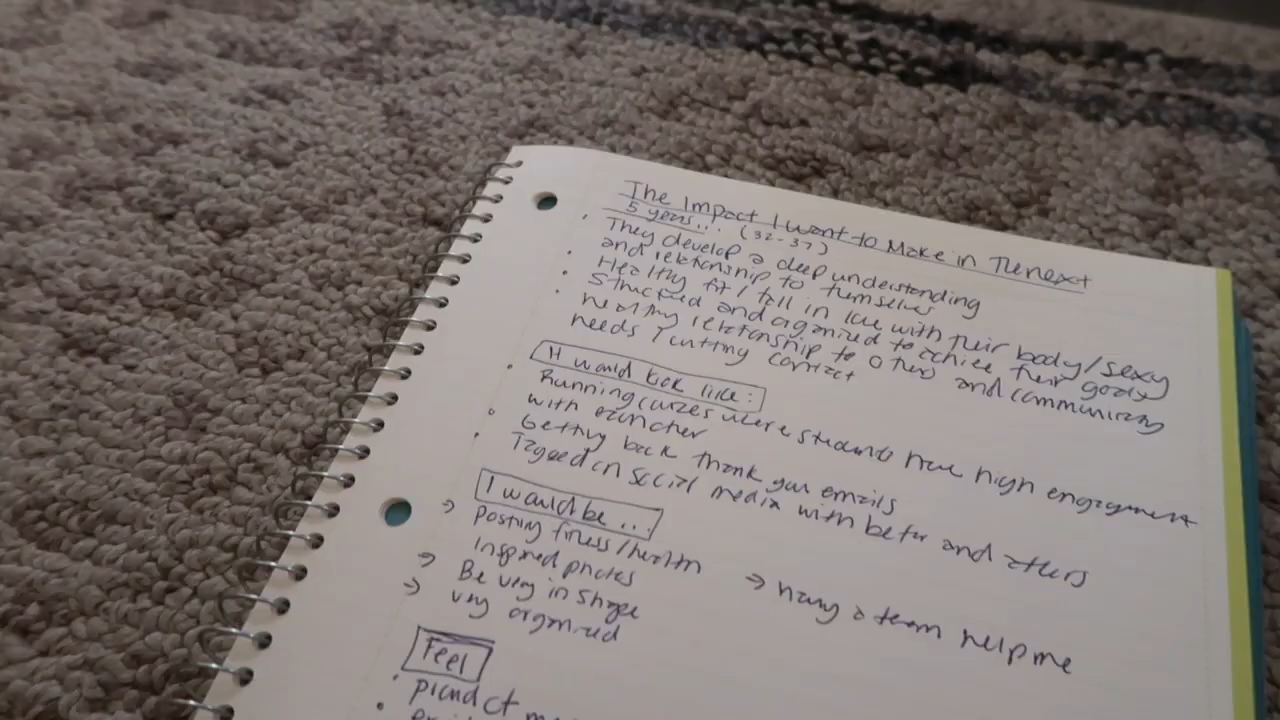 The Impact I Want to Make in The next
5 years... (32-37)
They develop a deep understanding
and relationship to themselves
Healthy fit / fall in love with their body/sexy
Structured and organized to achieve their goals
healthy relationship to others and communicating
needs / cutting contact
It would look like:
Running courses where students have high engagement
with each other
Getting back thank you emails
Tagged on social media with before and afters
I would be ...
posting fitness/health
inspired photos
→ having a team help me
Be very in shape
very organized
Feel